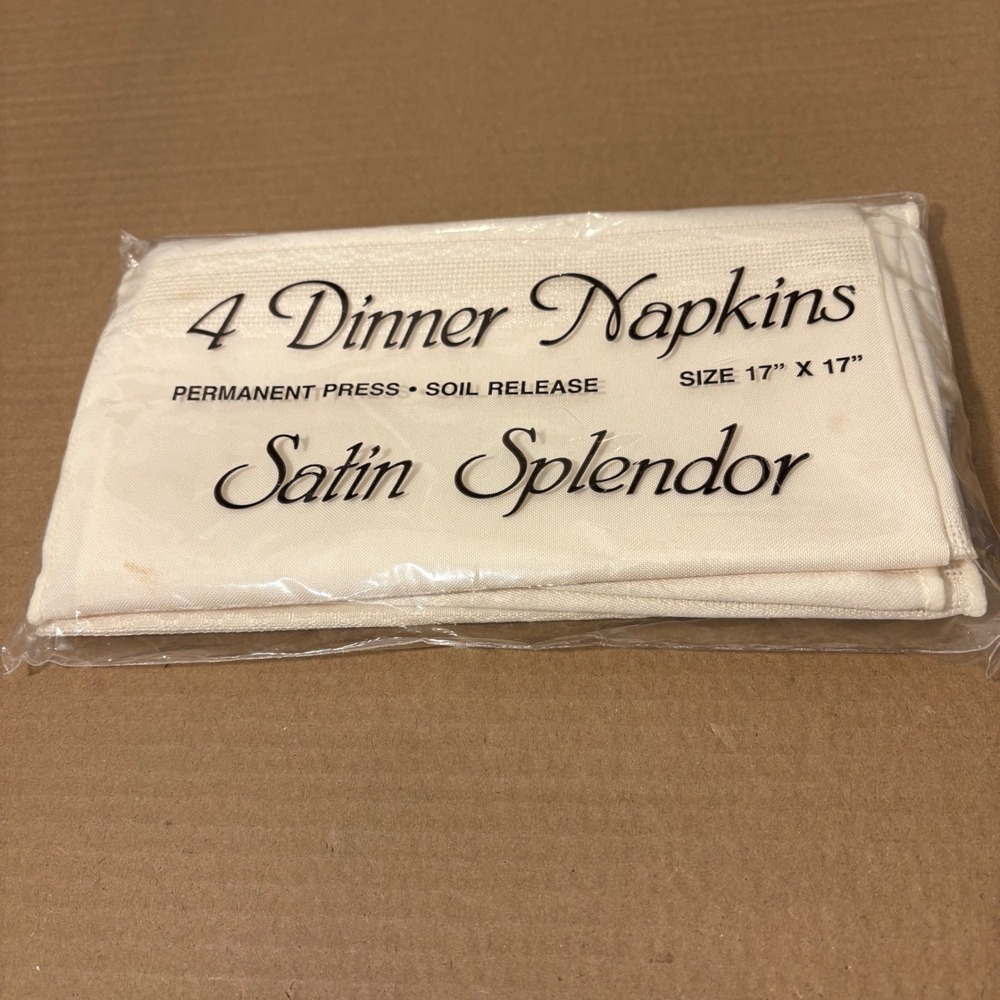 4 Dinner Napkins
PERMANENT PRESS • SOIL RELEASE SIZE 17” X 17”
Satin Splendor